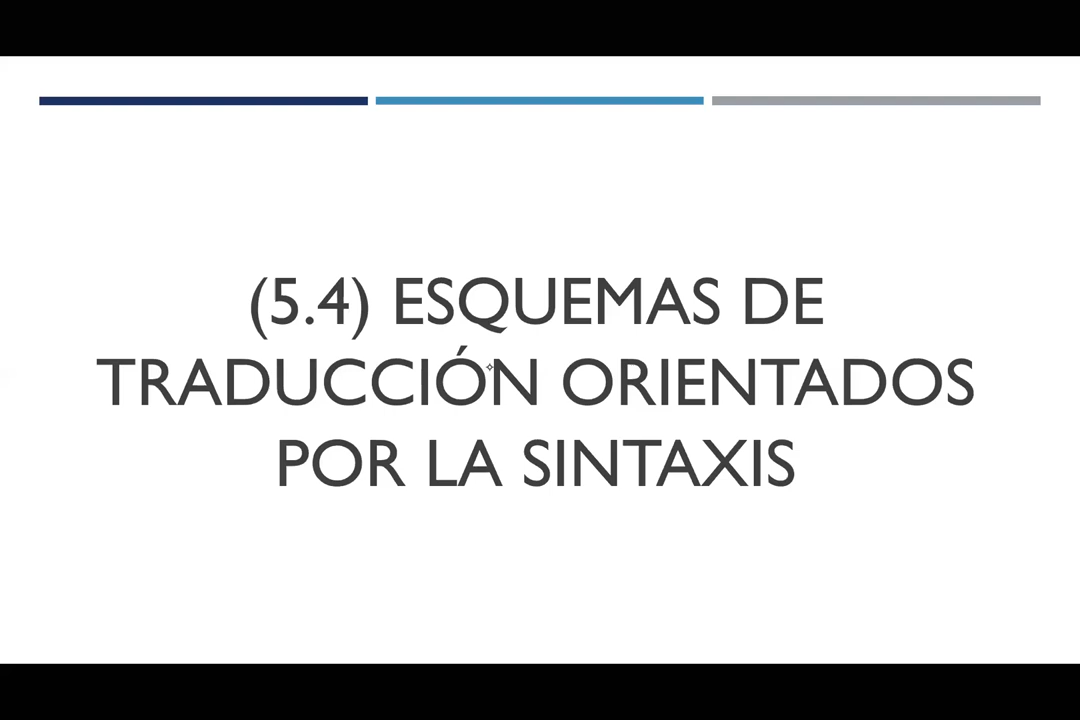 (5.4) ESQUEMAS DE
TRADUCCIÓN ORIENTADOS
POR LA SINTAXIS